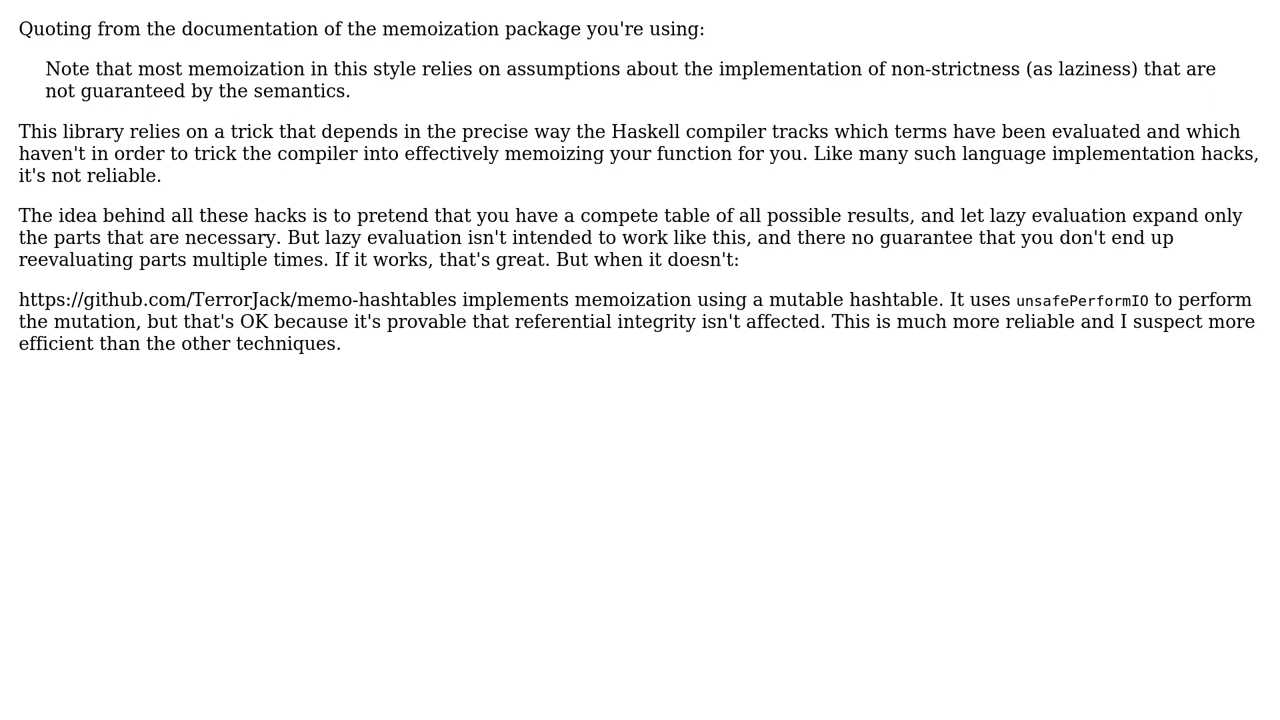 Quoting from the documentation of the memoization package you're using:
Note that most memoization in this style relies on assumptions about the implementation of non-strictness (as laziness) that are
not guaranteed by the semantics.
This library relies on a trick that depends in the precise way the Haskell compiler tracks which terms have been evaluated and which
haven't in order to trick the compiler into effectively memoizing your function for you. Like many such language implementation hacks,
it's not reliable.
The idea behind all these hacks is to pretend that you have a compete table of all possible results, and let lazy evaluation expand only
the parts that are necessary. But lazy evaluation isn't intended to work like this, and there no guarantee that you don't end up
reevaluating parts multiple times. If it works, that's great. But when it doesn't:
https://github.com/TerrorJack/memo-hashtables implements memoization using a mutable hashtable. It uses unsafePerformIO to perform
the mutation, but that's OK because it's provable that referential integrity isn't affected. This is much more reliable and I suspect more
efficient than the other techniques.